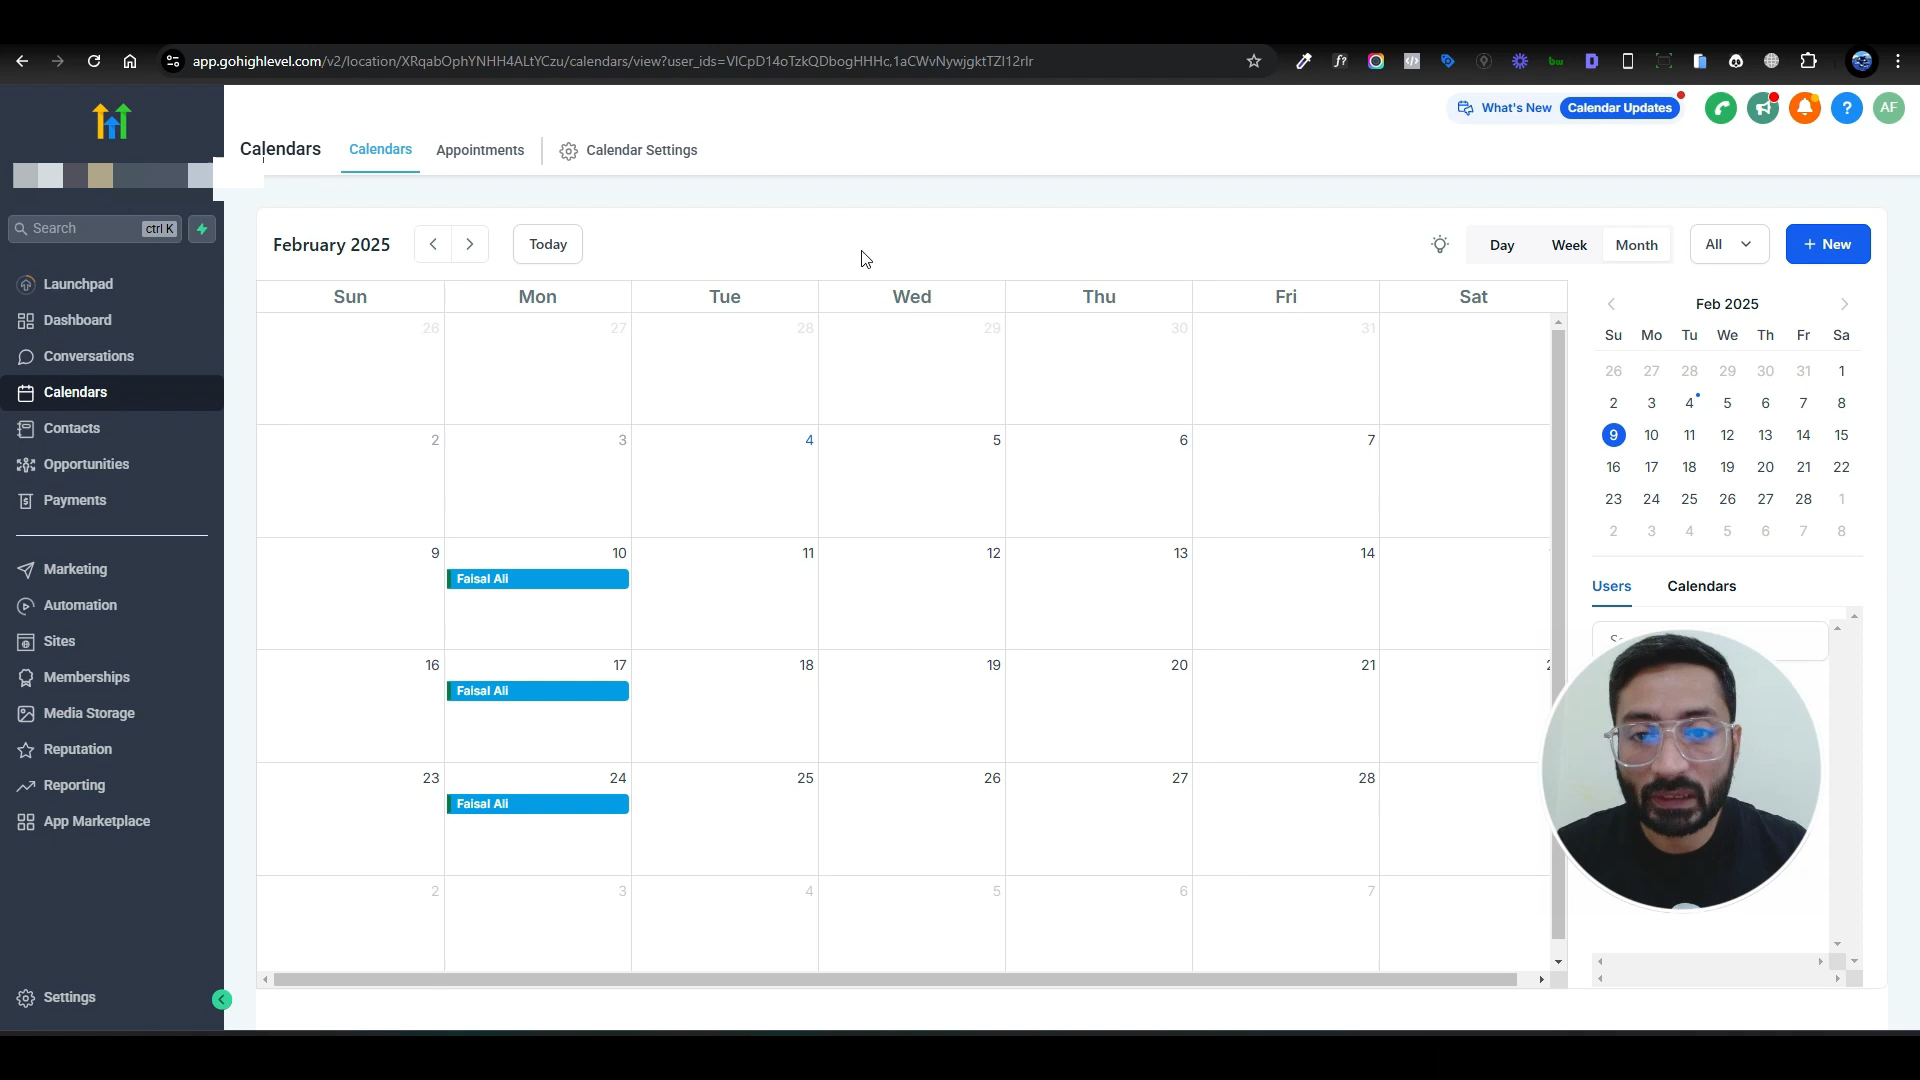 app.gohighlevel.com/v2/location/XRqabOphYNHH4ALtYCzu/calendars/view?user_ids=VlCpD14oTzkQDbogHHHc,1aCWvNywjgktTZI12rIr
What's New
Calendar Updates
AF
Calendars
Calendars
Appointments
Calendar Settings
Search
ctrl K
Launchpad
Dashboard
Conversations
Calendars
Contacts
Opportunities
Payments
Marketing
Automation
Sites
Memberships
Media Storage
Reputation
Reporting
App Marketplace
Settings
February 2025
Today
Day Week Month
All
+ New
Sun Mon Tue Wed Thu Fri Sat
26 27 28 29 30 31
2 3 4 5 6 7
9 10 11 12 13 14
Faisal Ali
16 17 18 19 20 21
Faisal Ali
23 24 25 26 27 28
Faisal Ali
2 3 4 5 6 7
Feb 2025
Su Mo Tu We Th Fr Sa
26 27 28 29 30 31 1
2 3 4 5 6 7 8
9 10 11 12 13 14 15
16 17 18 19 20 21 22
23 24 25 26 27 28 1
2 3 4 5 6 7 8
Users
Calendars